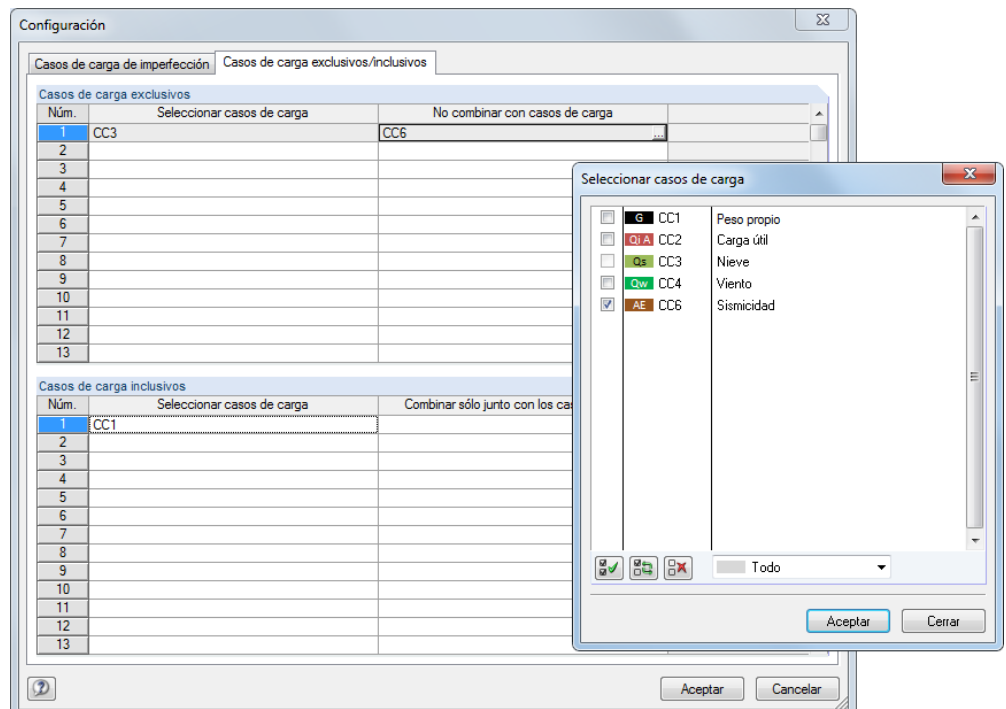 Configuración
Casos de carga de imperfección Casos de carga exclusivos/inclusivos
Casos de carga exclusivos
Núm. Seleccionar casos de carga No combinar con casos de carga
1 CC3 CC6 ...
2
3
4
5
6
7
8
9
10
11
12
13
Casos de carga inclusivos
Núm. Seleccionar casos de carga Combinar sólo junto con los
1 CC1
2
3
4
5
6
7
8
9
10
11
12
13
Aceptar Cancelar
Seleccionar casos de carga
G CC1 Peso propio
Qi A CC2 Carga útil
Qs CC3 Nieve
Qw CC4 Viento
AE CC6 Sismicidad
Todo
Aceptar Cerrar